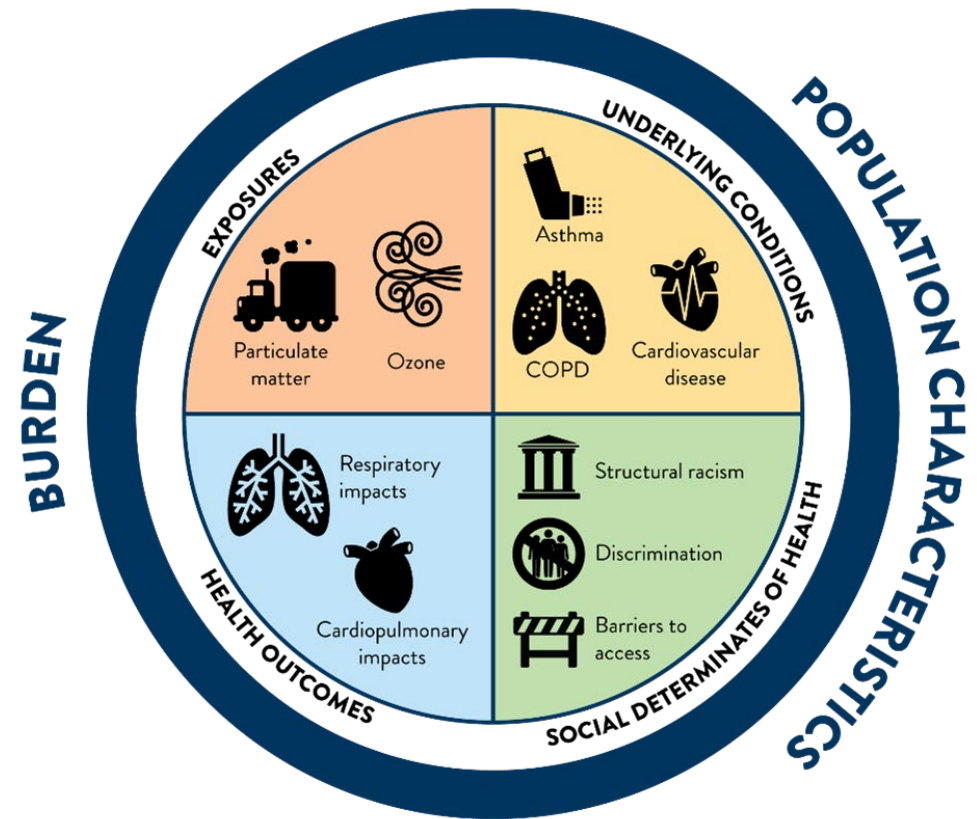 BURDEN
POPULATION CHARACTERISTICS
EXPOSURES
Particulate
matter
Ozone
UNDERLYING CONDITIONS
Asthma
COPD
Cardiovascular
disease
HEALTH OUTCOMES
Respiratory
impacts
Cardiopulmonary
impacts
SOCIAL DETERMINATES OF HEALTH
Structural racism
Discrimination
Barriers to
access